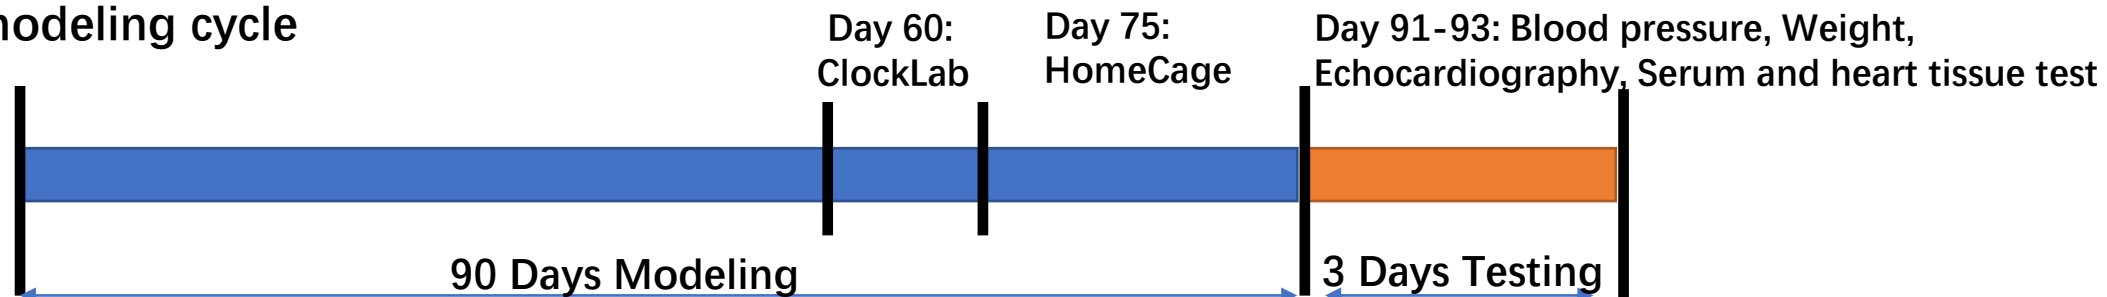 modeling cycle
Day 60:
ClockLab
Day 75:
HomeCage
Day 91-93: Blood pressure, Weight,
Echocardiography, Serum and heart tissue test
90 Days Modeling
3 Days Testing